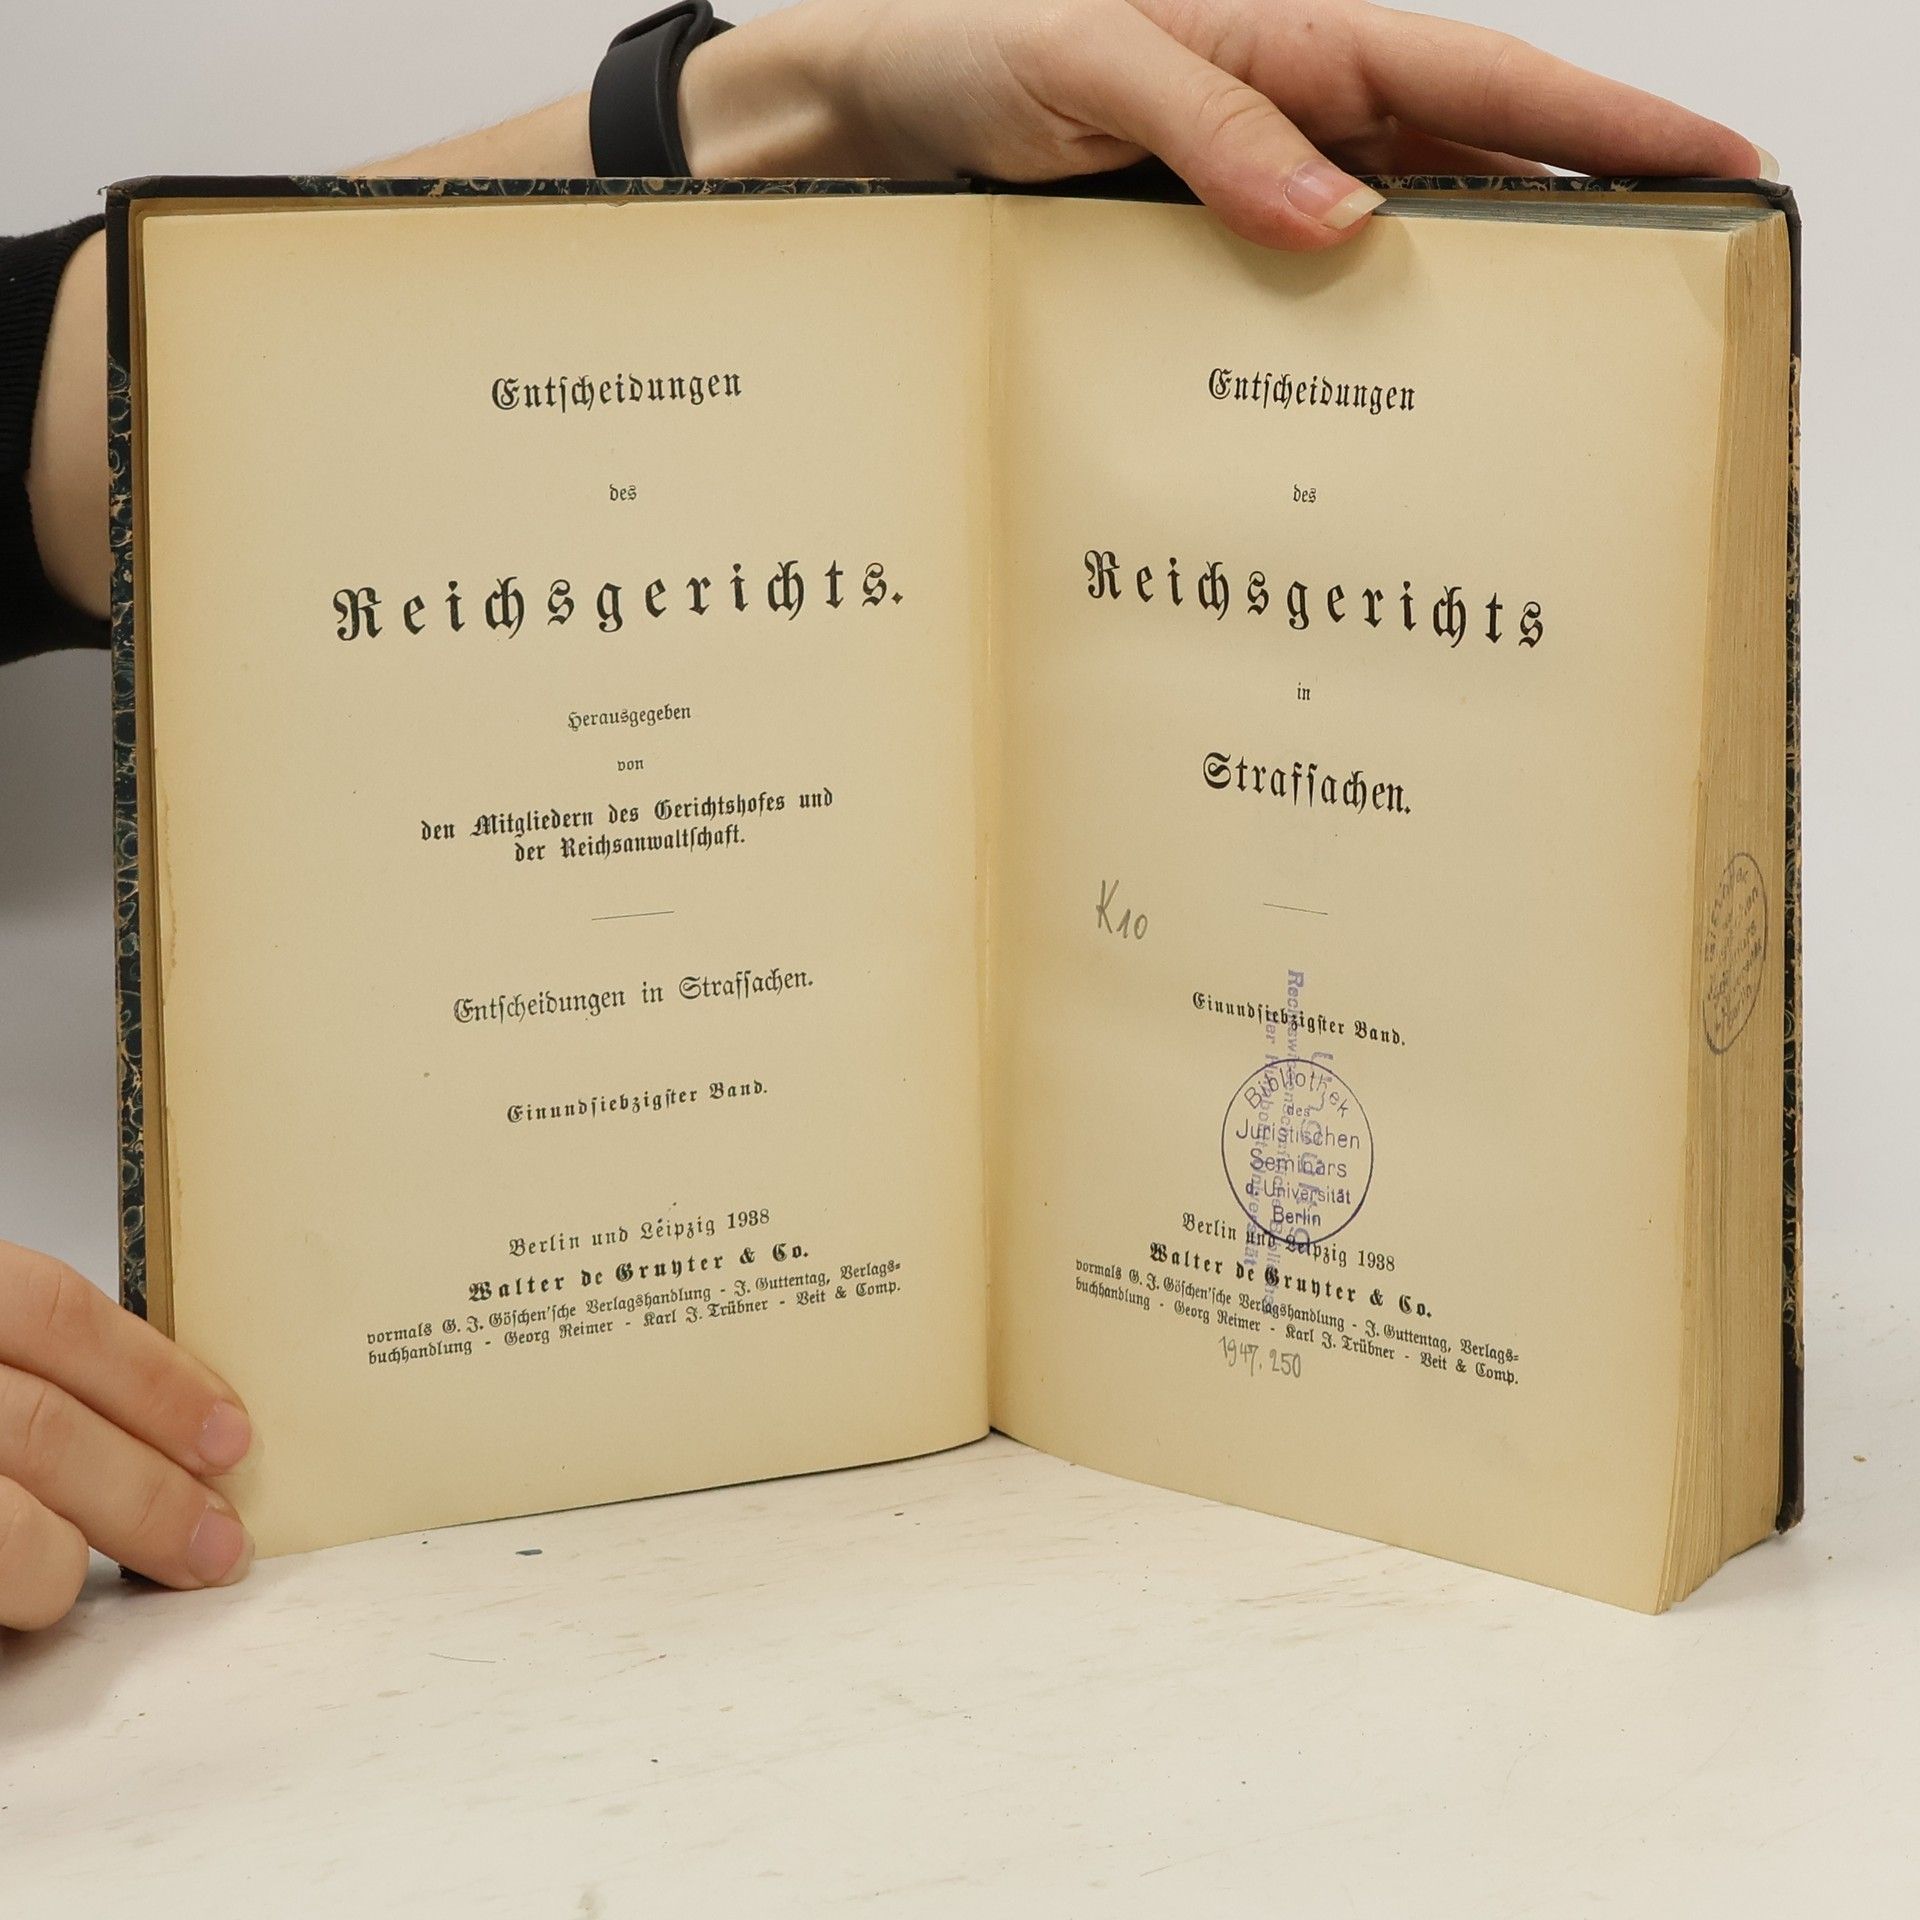 Entscheidungen
des
Reichsgerichts.
Herausgegeben
von
den Mitgliedern des Gerichtshofes und
der Reichsanwaltschaft.
Entscheidungen in Strafsachen.
Einundsiebzigster Band.
Berlin und Leipzig 1938
Walter de Gruyter & Co.
vormals G. J. Göschen'sche Verlagshandlung - J. Guttentag, Verlags-
buchhandlung - Georg Reimer - Karl J. Trübner - Veit & Comp.
Entscheidungen
des
Reichsgerichts
in
Strafsachen.
K10
Einundsiebzigster Band.
Bibliothek
des
Juristischen
Seminars
d. Universität
Berlin
Berlin und Leipzig 1938
Walter de Gruyter & Co.
vormals G. J. Göschen'sche Verlagshandlung - J. Guttentag, Verlags-
buchhandlung - Georg Reimer - Karl J. Trübner - Veit & Comp.
1947. 250